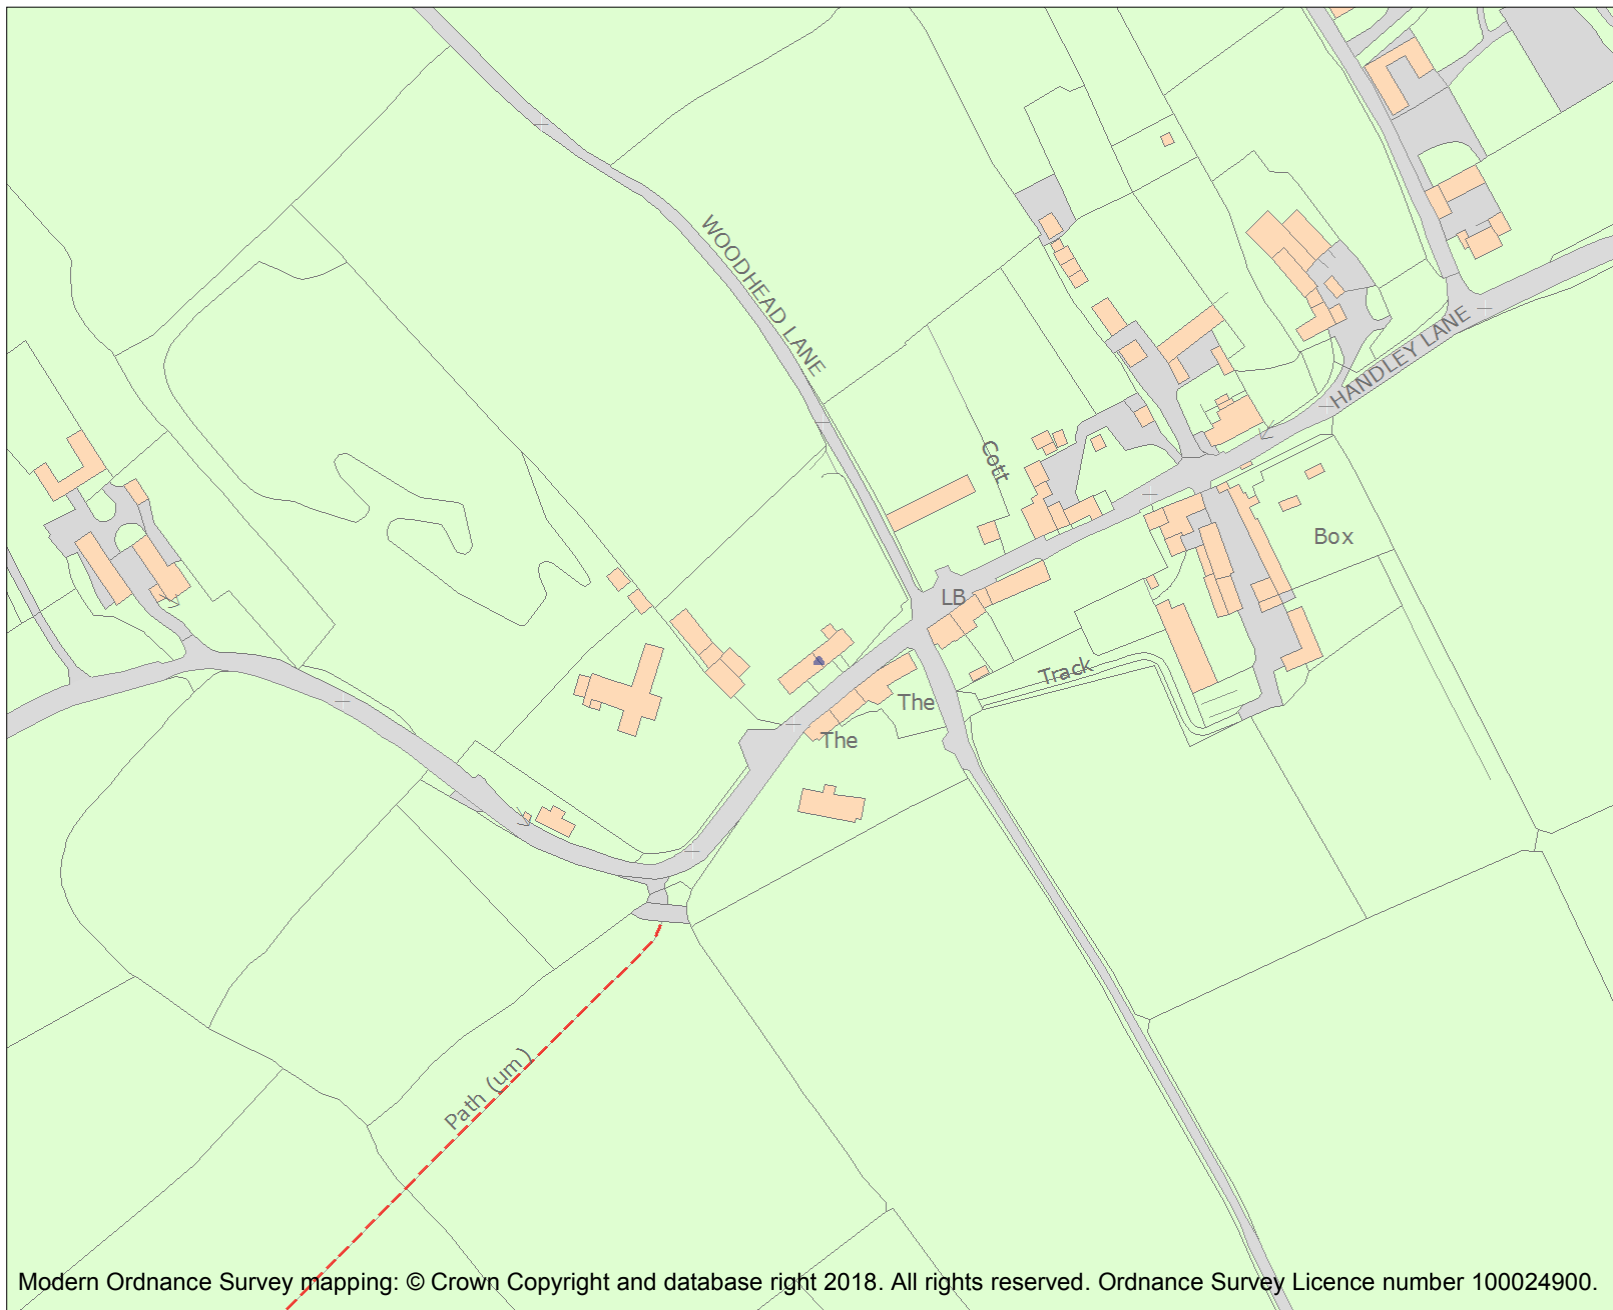 WOODHEAD LANE
HANDLEY LANE
Cott
Box
LB
Track
The
The
Path (um)
Modern Ordnance Survey mapping: © Crown Copyright and database right 2018. All rights reserved. Ordnance Survey Licence number 100024900.